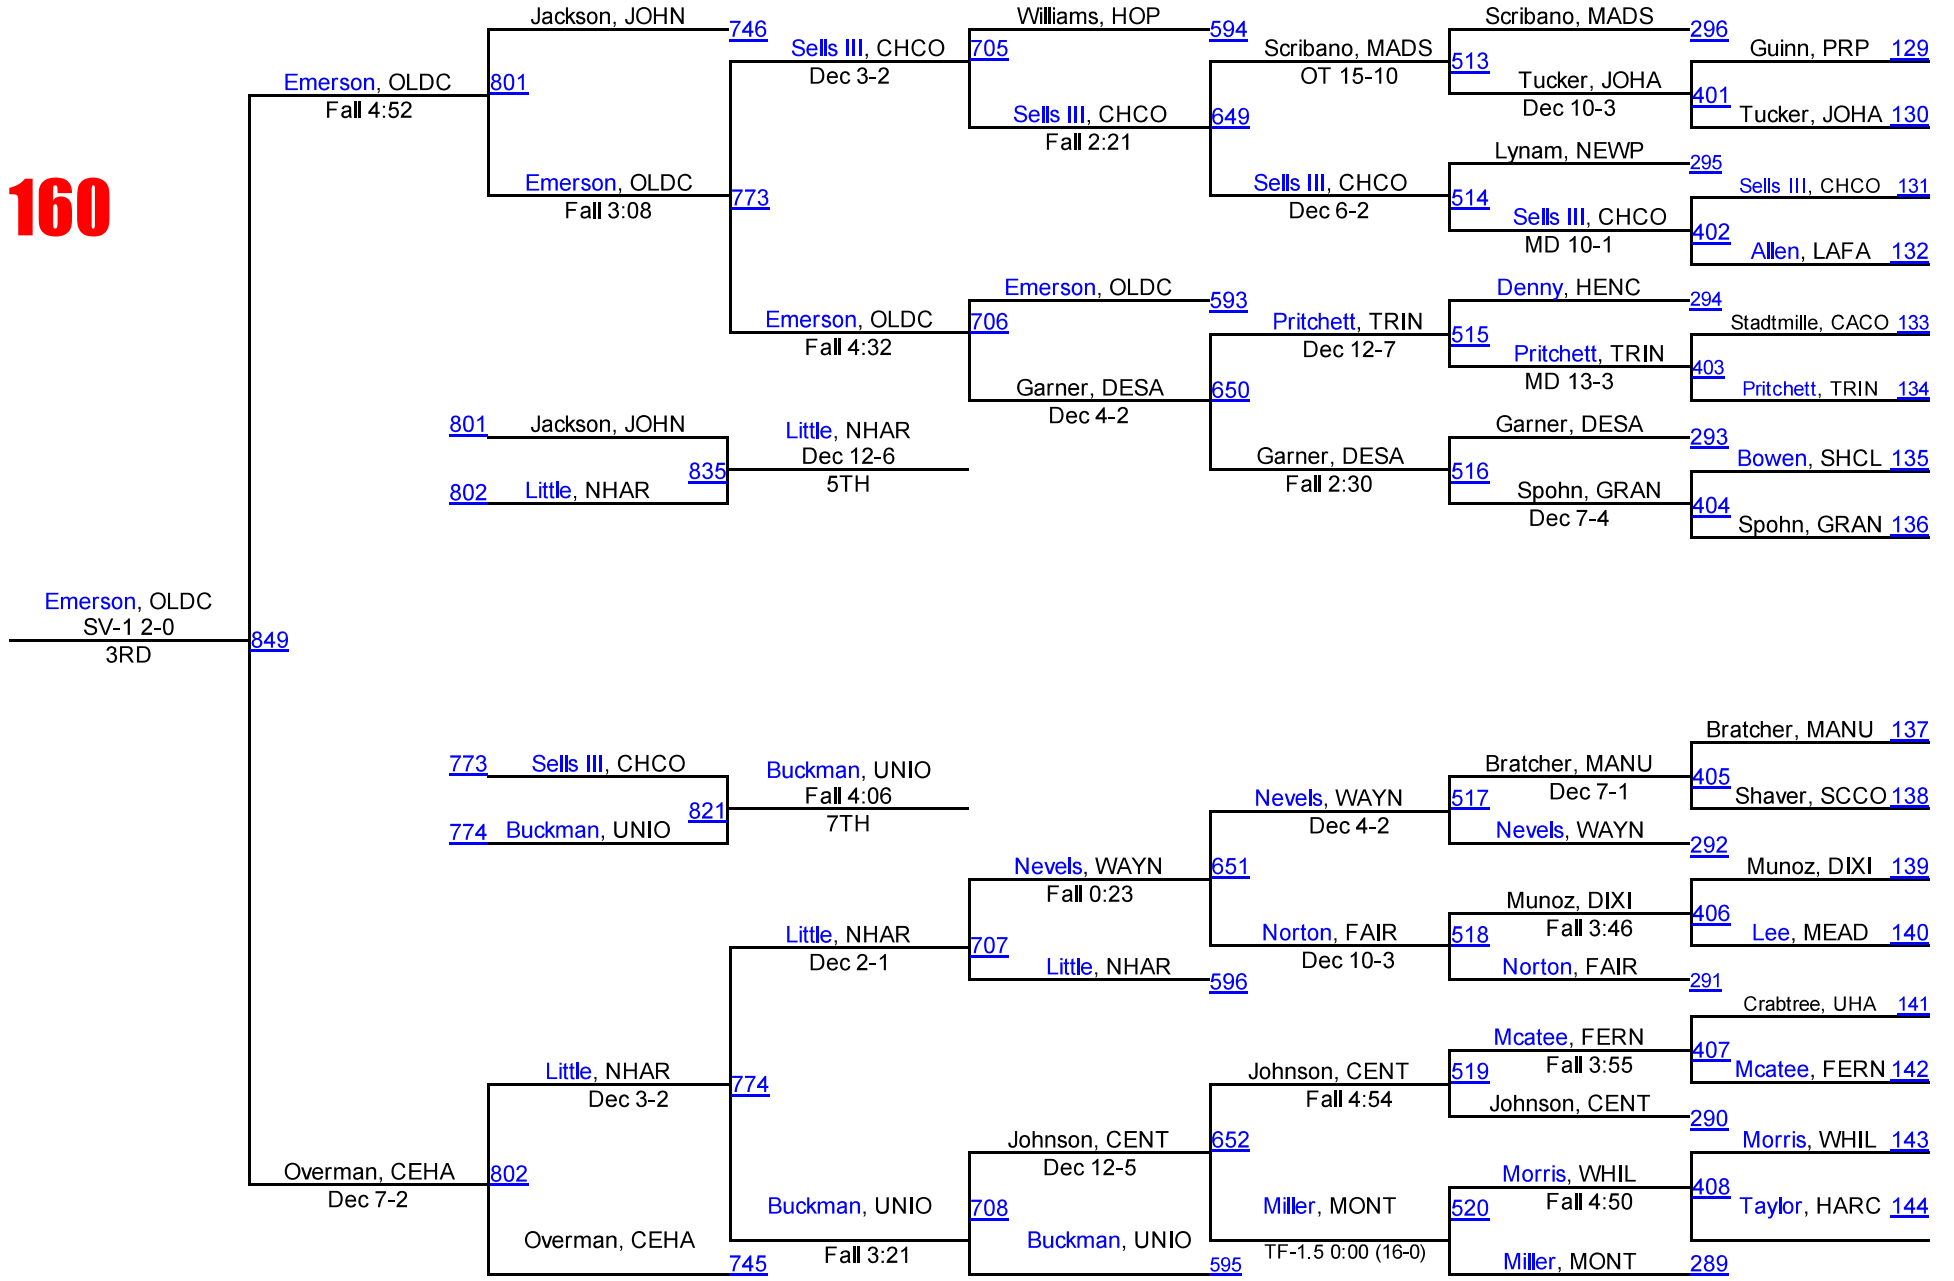 160
Jackson, JOHN
746
Williams, HOP
594
Scribano, MADS
296
Guinn, PRP 129
Sells III, CHCO
Dec 3-2
705
Scribano, MADS
OT 15-10
513
Tucker, JOHA
Dec 10-3
401
Tucker, JOHA 130
Emerson, OLDC
Fall 4:52
801
Sells III, CHCO
Fall 2:21
649
Lynam, NEWP
295
Sells III, CHCO 131
Emerson, OLDC
Fall 3:08
773
Sells III, CHCO
Dec 6-2
514
Sells III, CHCO
MD 10-1
402
Allen, LAFA 132
Emerson, OLDC
593
Denny, HENC
294
Stadtmille, CACO 133
Emerson, OLDC
Fall 4:32
706
Pritchett, TRIN
Dec 12-7
515
Pritchett, TRIN
MD 13-3
403
Pritchett, TRIN 134
Garner, DESA
Dec 4-2
650
801 Jackson, JOHN
Little, NHAR
Dec 12-6
5TH
835
802 Little, NHAR
Garner, DESA
293
Bowen, SHCL 135
Garner, DESA
Fall 2:30
516
Spohn, GRAN
Dec 7-4
404
Spohn, GRAN 136
Emerson, OLDC
SV-1 2-0
3RD
849
Bratcher, MANU 137
773 Sells III, CHCO
Buckman, UNIO
Fall 4:06
7TH
821
774 Buckman, UNIO
Bratcher, MANU
Dec 7-1
405
Shaver, SCCO 138
Nevels, WAYN
Dec 4-2
517
Nevels, WAYN
292
Munoz, DIXI 139
Nevels, WAYN
Fall 0:23
651
Munoz, DIXI
Fall 3:46
406
Lee, MEAD 140
Little, NHAR
Dec 2-1
707
Norton, FAIR
Dec 10-3
518
Little, NHAR
596
Norton, FAIR
291
Crabtree, UHA 141
Mcatee, FERN
Fall 3:55
407
Mcatee, FERN 142
Little, NHAR
Dec 3-2
774
Johnson, CENT
Fall 4:54
519
Johnson, CENT
290
Johnson, CENT
Dec 12-5
652
Morris, WHIL 143
Overman, CEHA
Dec 7-2
802
Morris, WHIL
Fall 4:50
408
Taylor, HARC 144
Buckman, UNIO
Fall 3:21
708
Miller, MONT
TF-1.5 0:00 (16-0)
520
Overman, CEHA
745
Buckman, UNIO
595
Miller, MONT
289